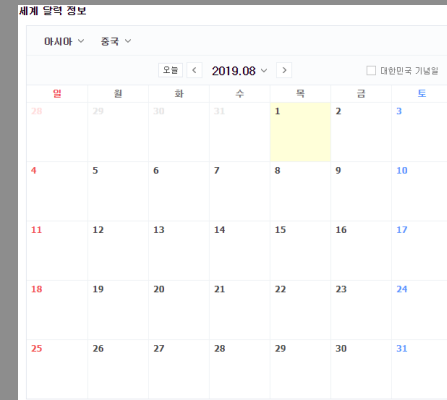 세계 달력 정보
아시아 중국
오늘 < 2019.08 > 대한민국 기념일
일 월 화 수 목 금 토
28 29 30 31 1 2 3
4 5 6 7 8 9 10
11 12 13 14 15 16 17
18 19 20 21 22 23 24
25 26 27 28 29 30 31